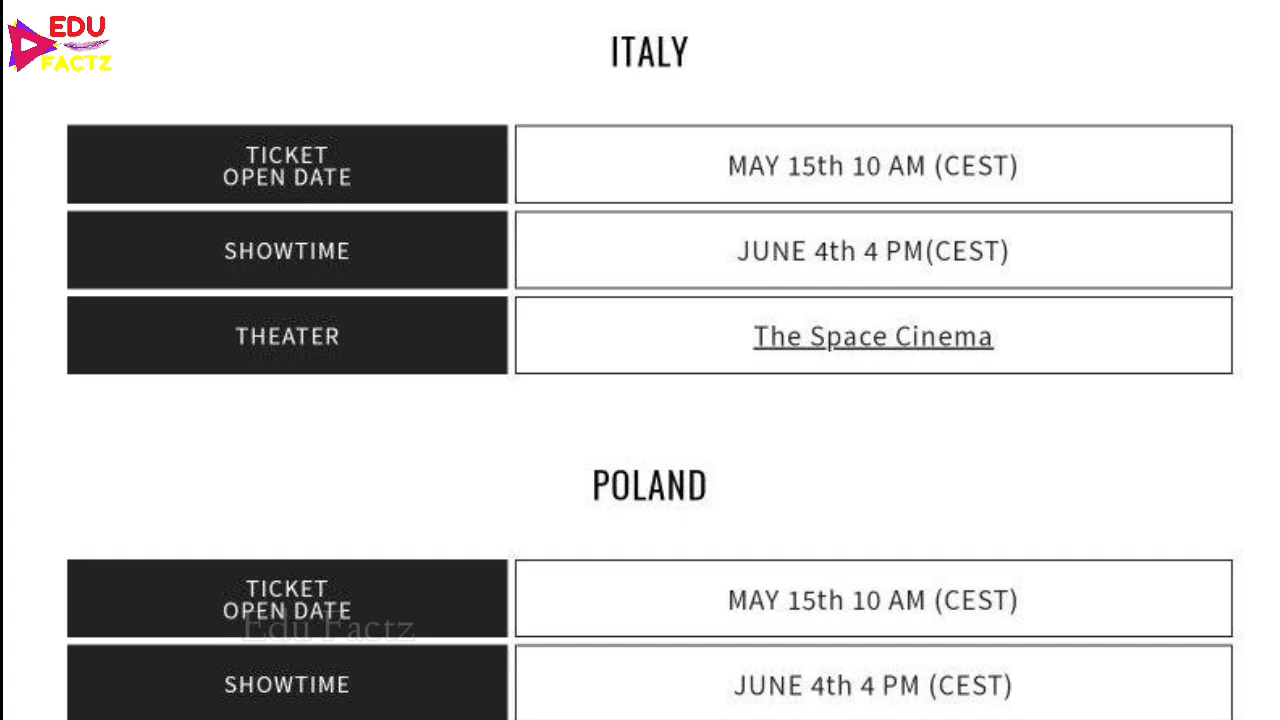 EDU
FACTZ
ITALY
TICKET
OPEN DATE
MAY 15th 10 AM (CEST)
SHOWTIME
JUNE 4th 4 PM(CEST)
THEATER
The Space Cinema
POLAND
TICKET
OPEN DATE
MAY 15th 10 AM (CEST)
Edu Factz
SHOWTIME
JUNE 4th 4 PM (CEST)